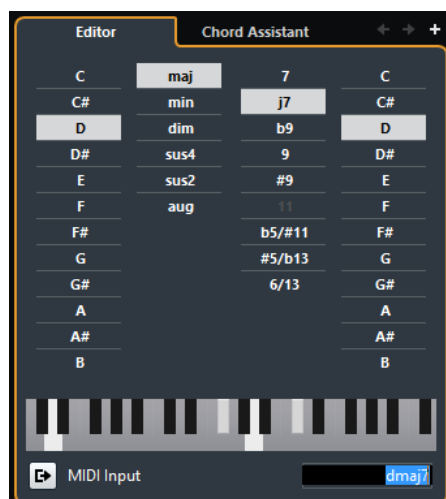 Editor Chord Assistant
C maj 7 C
C# min j7 C#
D dim b9 D
D# sus4 9 D#
E sus2 #9 E
F aug 11 F
F# b5/#11 F#
G #5/b13 G
G# 6/13 G#
A A
A# A#
B B
MIDI Input dmaj7